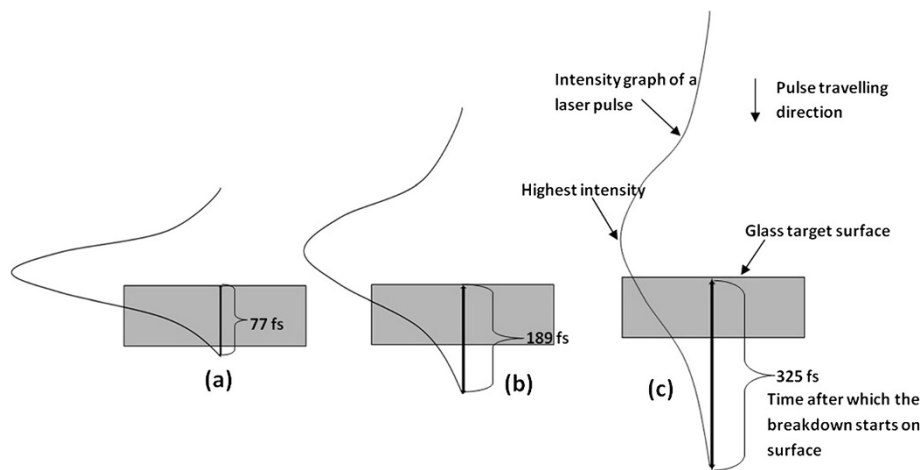 Intensity graph of a
laser pulse
Pulse travelling
direction
Highest intensity
Glass target surface
77 fs
(a)
189 fs
(b)
(c)
325 fs
Time after which the
breakdown starts on
surface